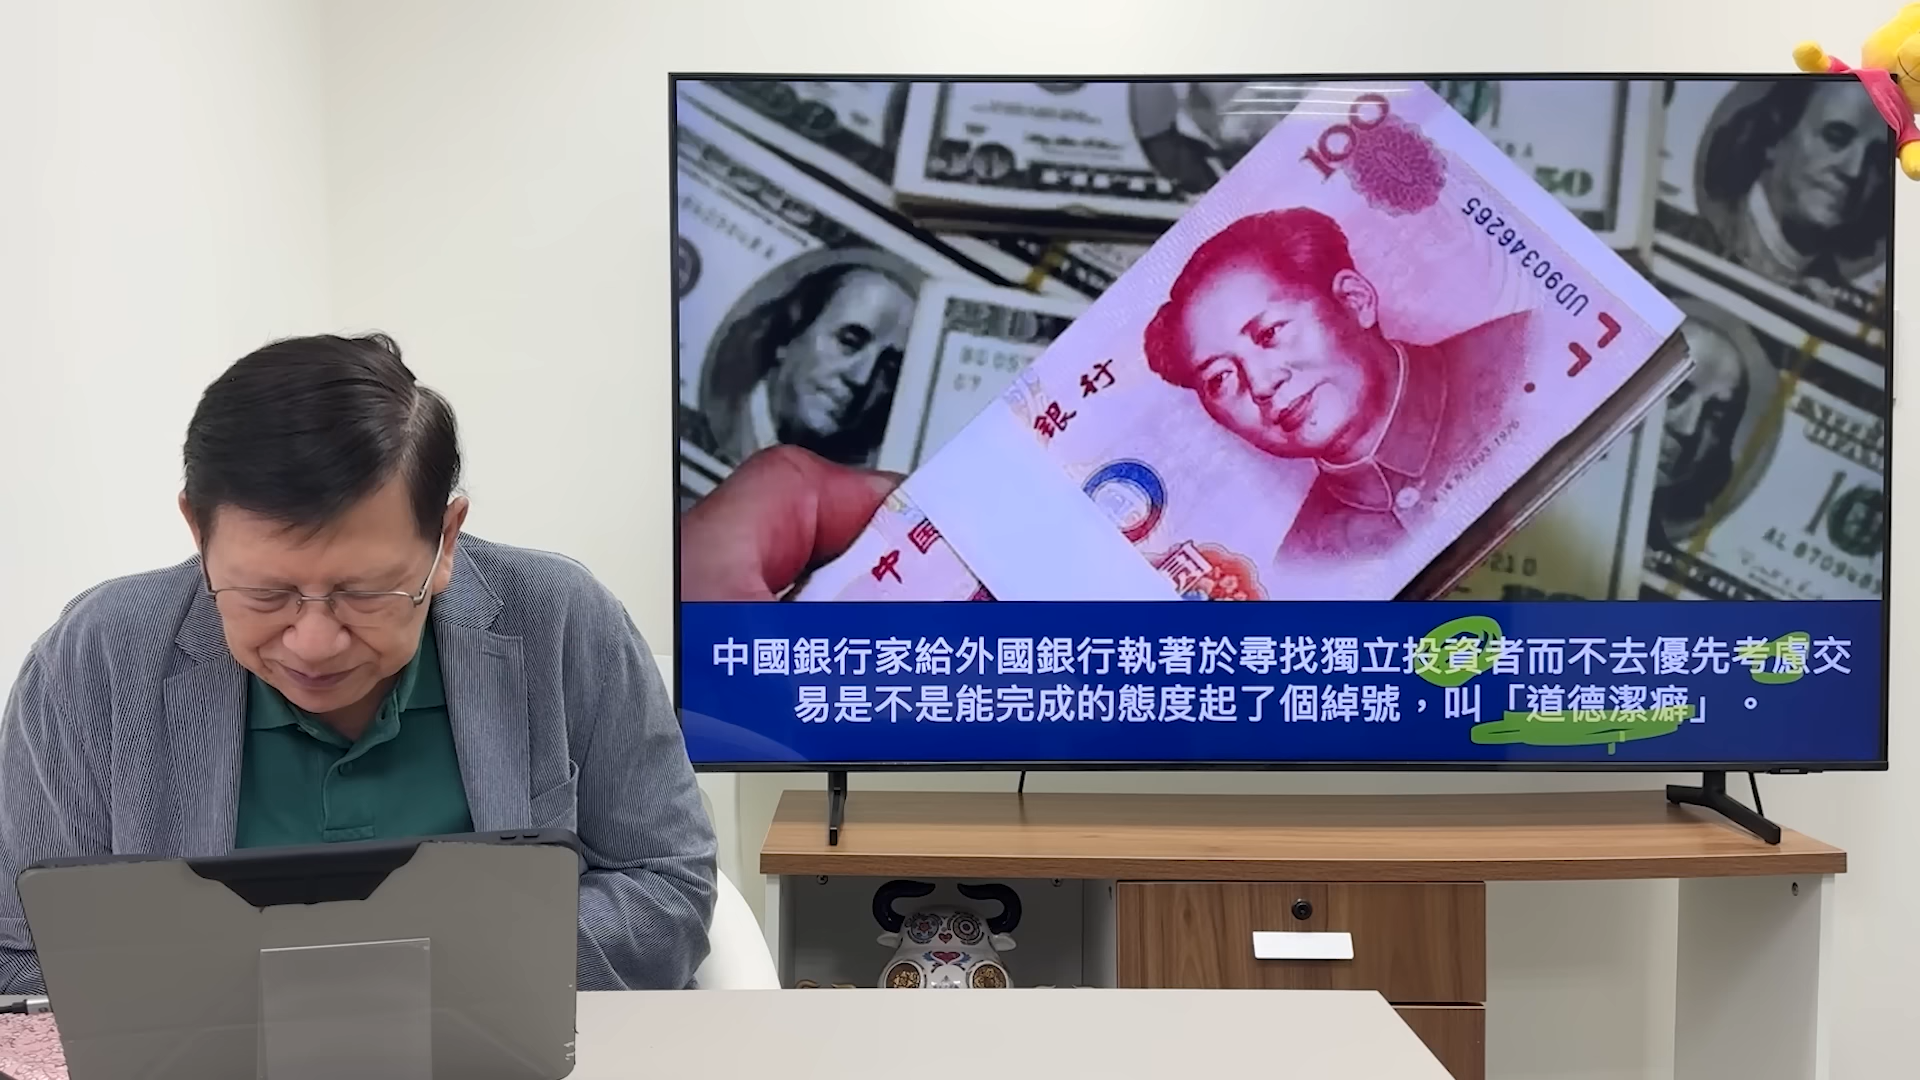 100
UD90346265
銀行
中国
50
中國銀行家給外國銀行執著於尋找獨立投資者而不去優先考慮交
易是不是能完成的態度起了個綽號，叫「道德潔癖」。